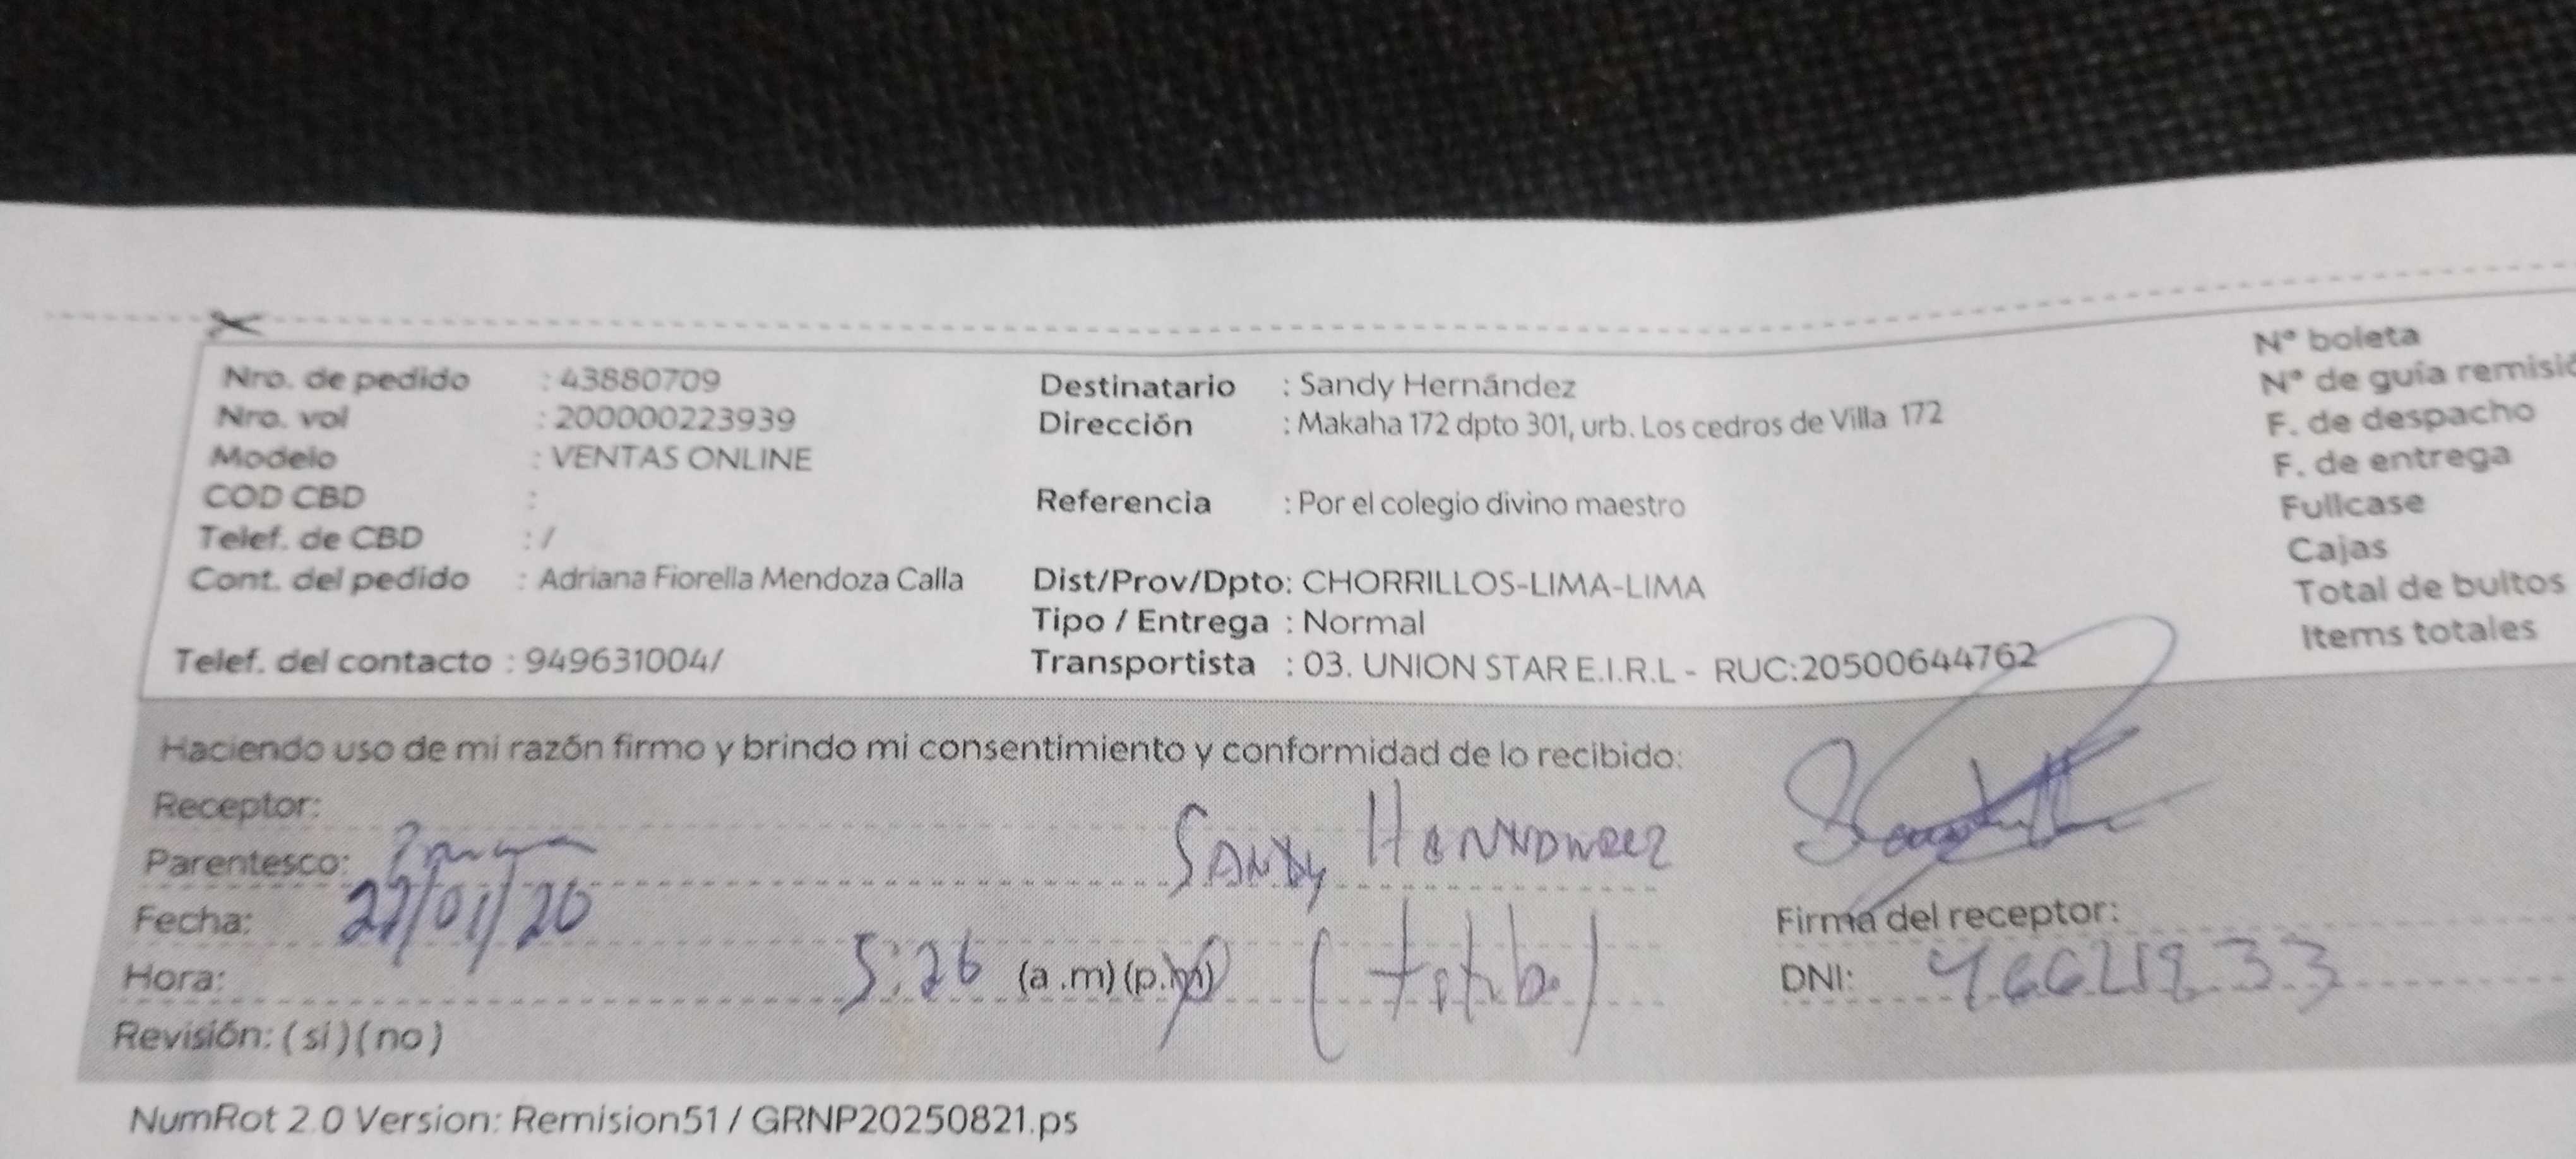 Nro. de pedido : 43880709
Nro. vol : 200000223939
Modelo : VENTAS ONLINE
COD CBD :
Telef. de CBD : /
Cont. del pedido : Adriana Fiorella Mendoza Calla
Telef. del contacto : 949631004/
Destinatario : Sandy Hernández
Dirección : Makaha 172 dpto 301, urb. Los cedros de Villa 172
Referencia : Por el colegio divino maestro
Dist/Prov/Dpto: CHORRILLOS-LIMA-LIMA
Tipo / Entrega : Normal
Transportista : 03. UNION STAR E.I.R.L - RUC:20500644762
N° boleta
N° de guía remisió
F. de despacho
F. de entrega
Fullcase
Cajas
Total de bultos
Items totales
Haciendo uso de mi razón firmo y brindo mi consentimiento y conformidad de lo recibido:
Receptor:
Parentesco: Sandy
Fecha: /01/26
Hora: 5:26 (a .m) (p.m)
Revisión: ( si ) ( no )
Firma del receptor:
DNI:
NumRot 2.0 Version: Remision51 / GRNP20250821.ps